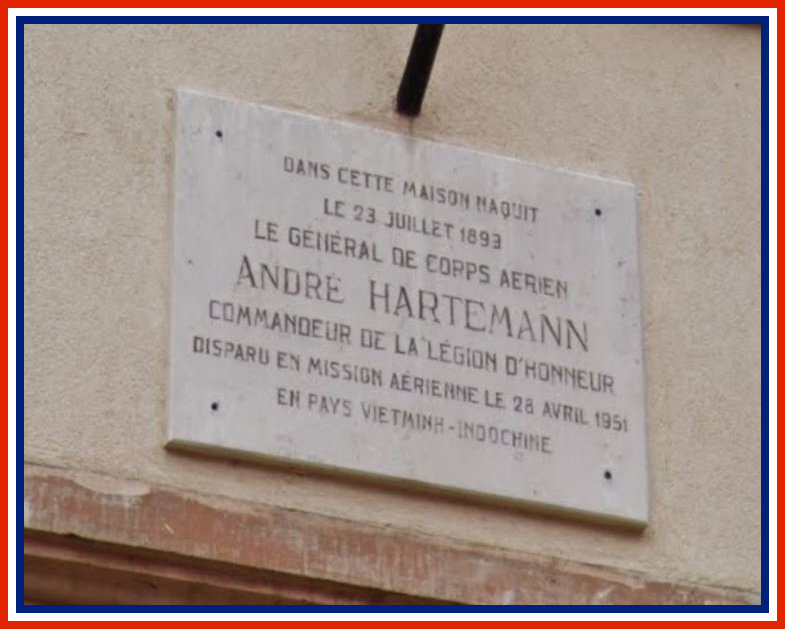 DANS CETTE MAISON NAQUIT
LE 23 JUILLET 1893
LE GÉNÉRAL DE CORPS AERIEN
ANDRÉ HARTEMANN
COMMANDEUR DE LA LÉGION D'HONNEUR
DISPARU EN MISSION AÉRIENNE LE 28 AVRIL 1951
EN PAYS VIETMINH-INDOCHINE